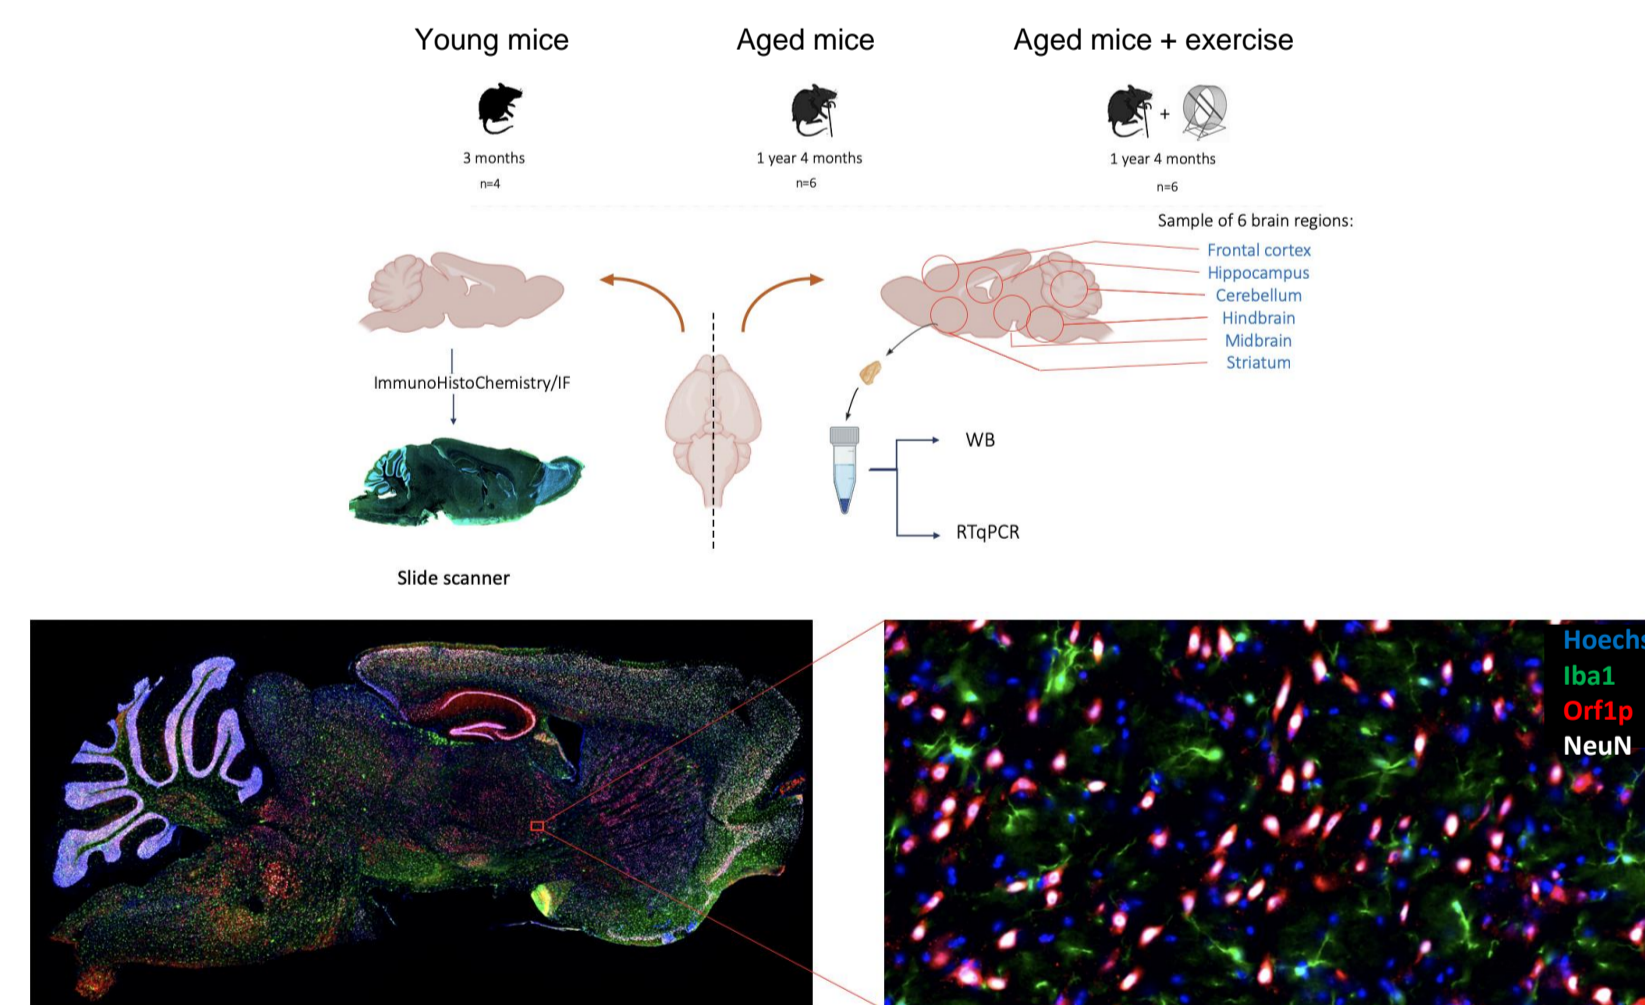 Young mice
Aged mice
Aged mice + exercise
+
3 months
1 year 4 months
1 year 4 months
n=4
n=6
n=6
Sample of 6 brain regions:
Frontal cortex
Hippocampus
Cerebellum
Hindbrain
Midbrain
Striatum
ImmunoHistoChemistry/IF
WB
RTqPCR
Slide scanner
Hoechs
Iba1
Orf1p
NeuN